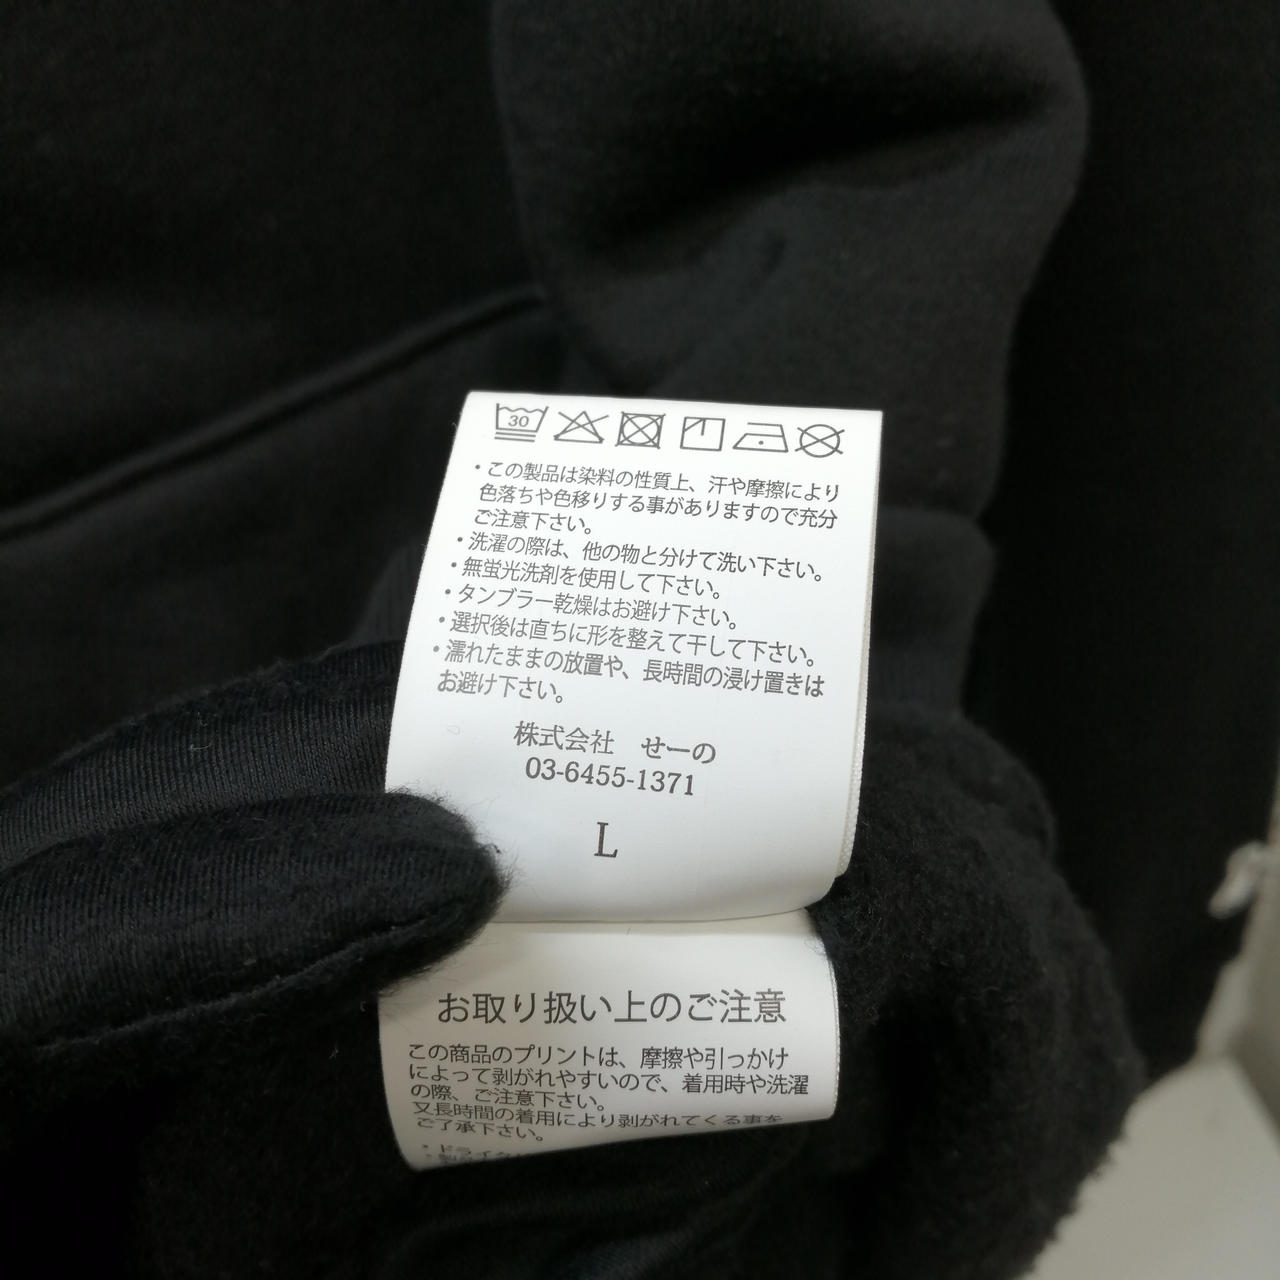 30
・この製品は染料の性質上、汗や摩擦により
色落ちや色移りする事がありますので充分
ご注意下さい。
・洗濯の際は、他の物と分けて洗い下さい。
・無蛍光洗剤を使用して下さい。
・タンブラー乾燥はお避け下さい。
・選択後は直ちに形を整えて干して下さい。
・濡れたままの放置や、長時間の浸け置きは
お避け下さい。
株式会社 せーの
03-6455-1371
L
お取り扱い上のご注意
この商品のプリントは、摩擦や引っかけ
によって剥がれやすいので、着用時や洗濯
の際、ご注意下さい。
又長時間の着用により剥がれてくる事を
ご了承下さい。
・ドライク